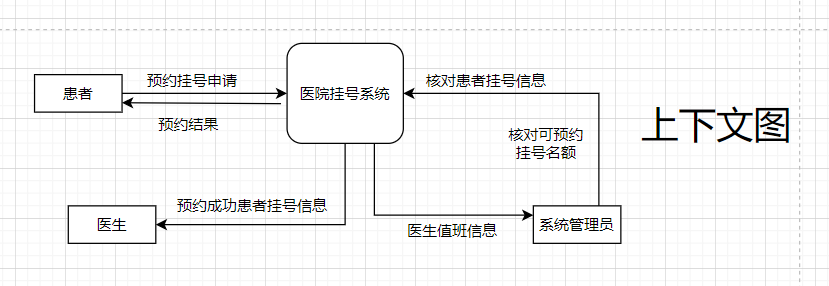 预约挂号申请
核对患者挂号信息
患者
医院挂号系统
预约结果
上下文图
核对可预约
挂号名额
预约成功患者挂号信息
医生
医生值班信息
系统管理员